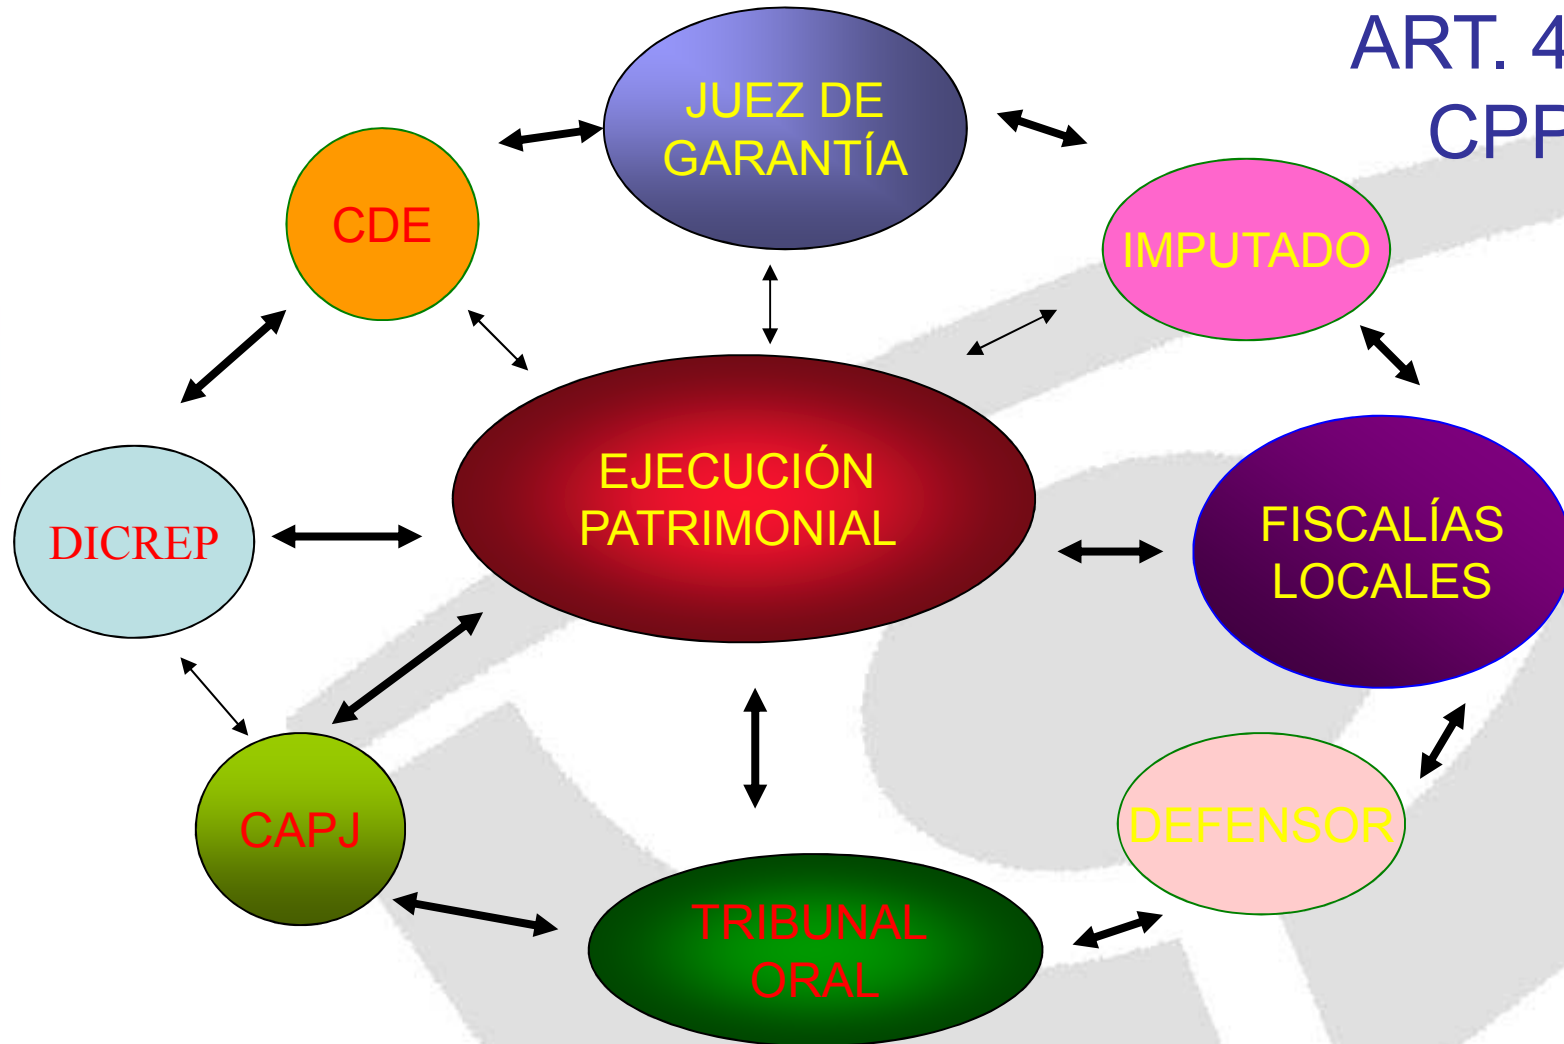 ART. 4
CPP
JUEZ DE
GARANTÍA
CDE
IMPUTADO
EJECUCIÓN
PATRIMONIAL
DICREP
FISCALÍAS
LOCALES
CAPJ
DEFENSOR
TRIBUNAL
ORAL